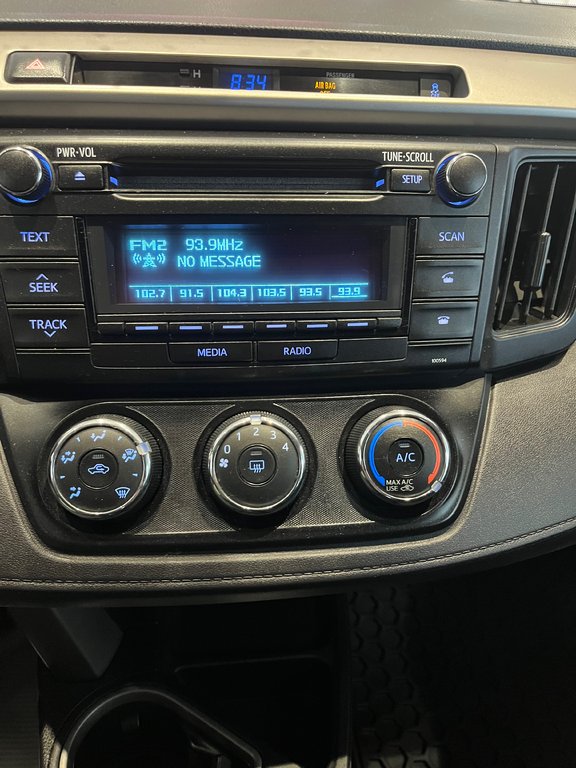 H 8:34 PASSENGER
AIR BAG
OFF
PWR·VOL TUNE·SCROLL
SETUP
TEXT FM2 93.9MHz SCAN
NO MESSAGE
SEEK
102.7 91.5 104.3 103.5 93.5 93.9
TRACK
MEDIA RADIO
100594
0 1 2 3 4
A/C
MAX A/C
USE